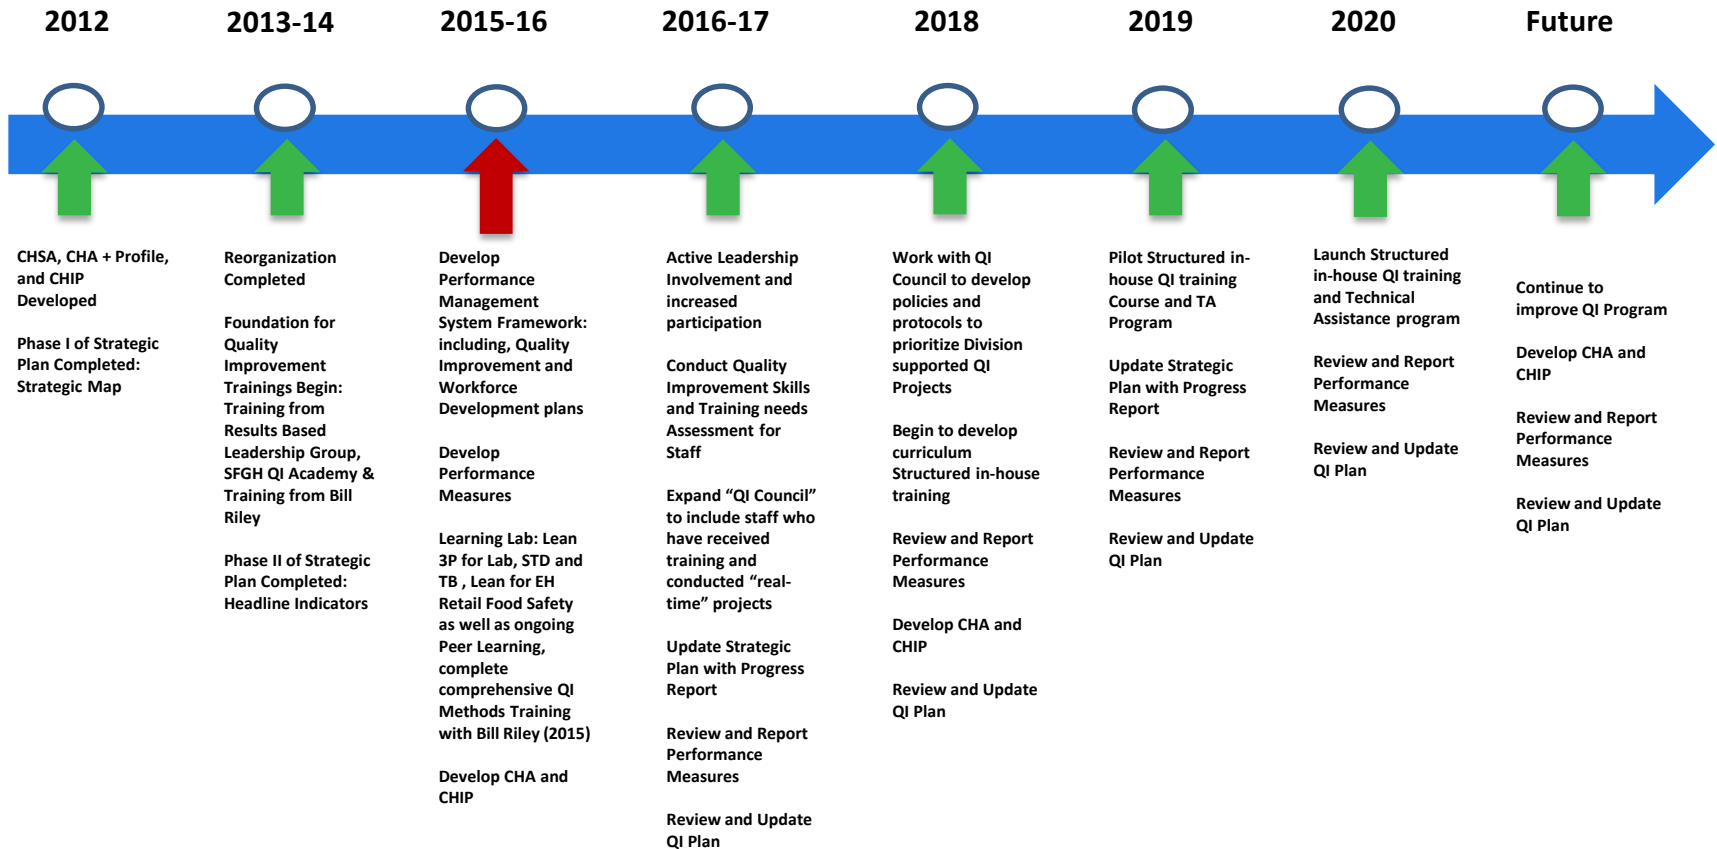 2012
2013-14
2015-16
2016-17
2018
2019
2020
Future
CHSA, CHA + Profile,
and CHIP
Developed
Phase I of Strategic
Plan Completed:
Strategic Map
Reorganization
Completed
Foundation for
Quality
Improvement
Trainings Begin:
Training from
Results Based
Leadership Group,
SFGH QI Academy &
Training from Bill
Riley
Phase II of Strategic
Plan Completed:
Headline Indicators
Develop
Performance
Management
System Framework:
including, Quality
Improvement and
Workforce
Development plans
Develop
Performance
Measures
Learning Lab: Lean
3P for Lab, STD and
TB , Lean for EH
Retail Food Safety
as well as ongoing
Peer Learning,
complete
comprehensive QI
Methods Training
with Bill Riley (2015)
Develop CHA and
CHIP
Active Leadership
Involvement and
increased
participation
Conduct Quality
Improvement Skills
and Training needs
Assessment for
Staff
Expand “QI Council”
to include staff who
have received
training and
conducted “real-
time” projects
Update Strategic
Plan with Progress
Report
Review and Report
Performance
Measures
Review and Update
QI Plan
Work with QI
Council to develop
policies and
protocols to
prioritize Division
supported QI
Projects
Begin to develop
curriculum
Structured in-house
training
Review and Report
Performance
Measures
Develop CHA and
CHIP
Review and Update
QI Plan
Pilot Structured in-
house QI training
Course and TA
Program
Update Strategic
Plan with Progress
Report
Review and Report
Performance
Measures
Review and Update
QI Plan
Launch Structured
in-house QI training
and Technical
Assistance program
Review and Report
Performance
Measures
Review and Update
QI Plan
Continue to
improve QI Program
Develop CHA and
CHIP
Review and Report
Performance
Measures
Review and Update
QI Plan